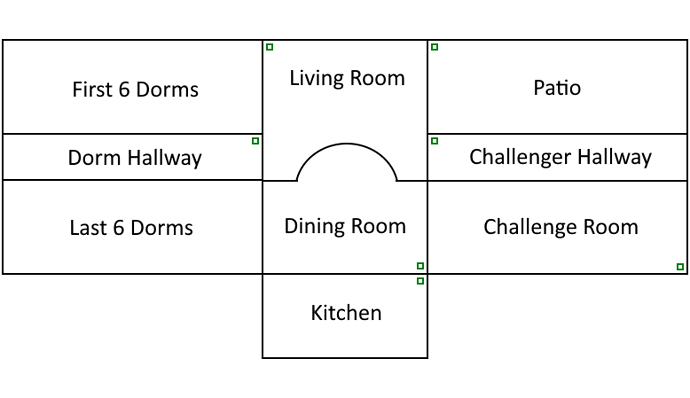 First 6 Dorms
Living Room
Patio
Dorm Hallway
Challenger Hallway
Last 6 Dorms
Dining Room
Challenge Room
Kitchen